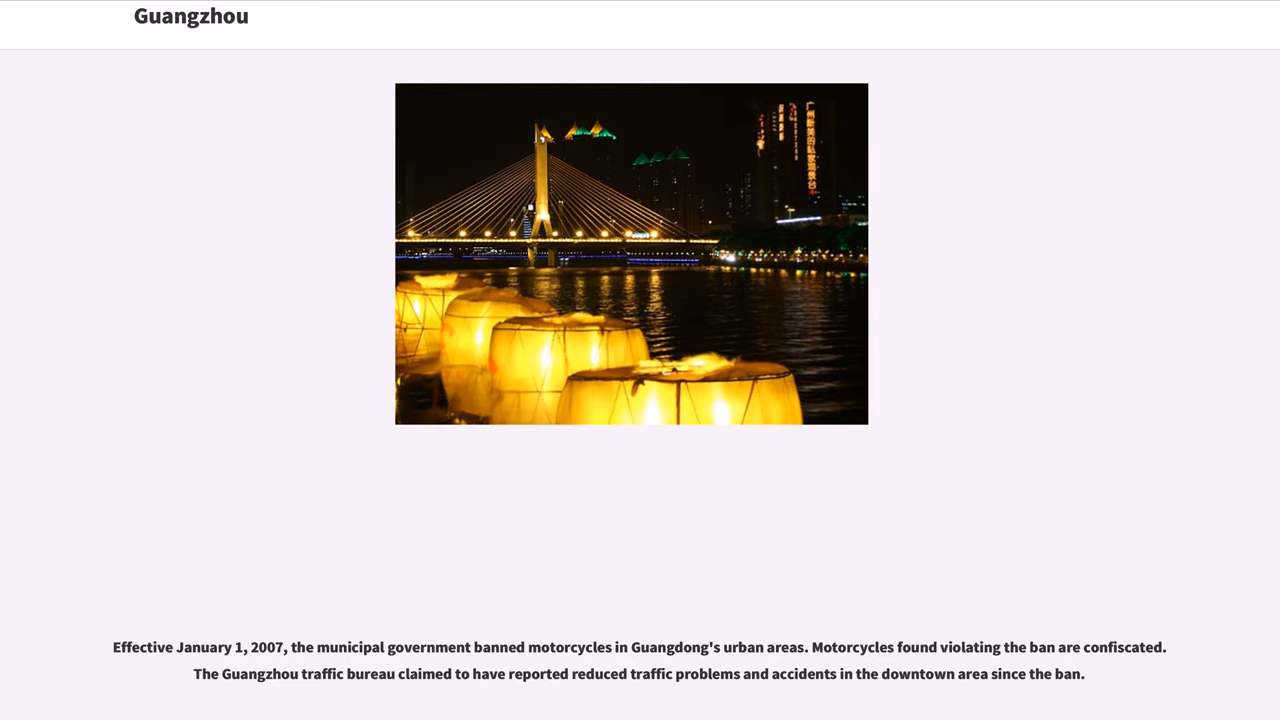 Guangzhou
Effective January 1, 2007, the municipal government banned motorcycles in Guangdong's urban areas. Motorcycles found violating the ban are confiscated.
The Guangzhou traffic bureau claimed to have reported reduced traffic problems and accidents in the downtown area since the ban.